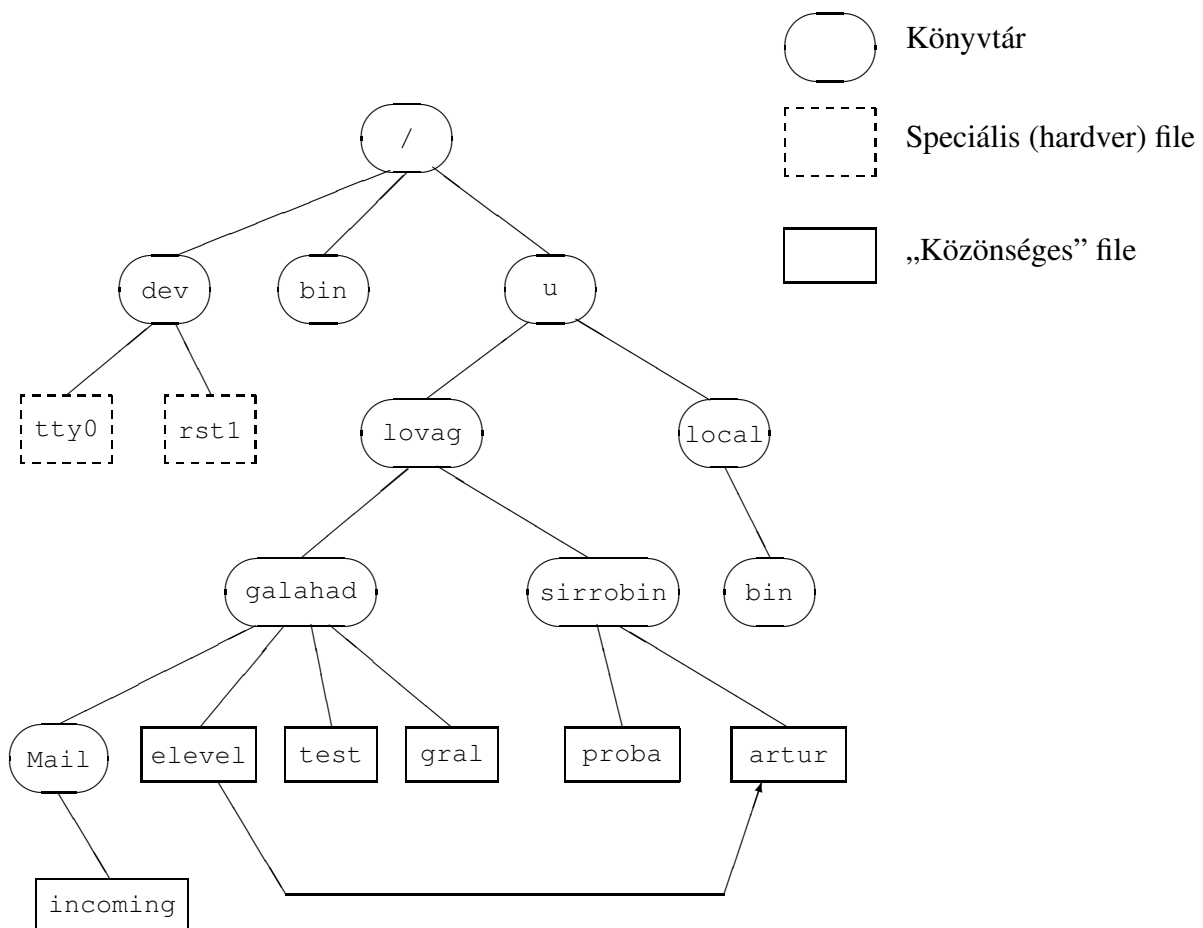 Könyvtár
Speciális (hardver) file
„Közönséges” file
/
dev
bin
u
tty0
rst1
lovag
local
galahad
sirrobin
bin
Mail
elevel
test
gral
proba
artur
incoming